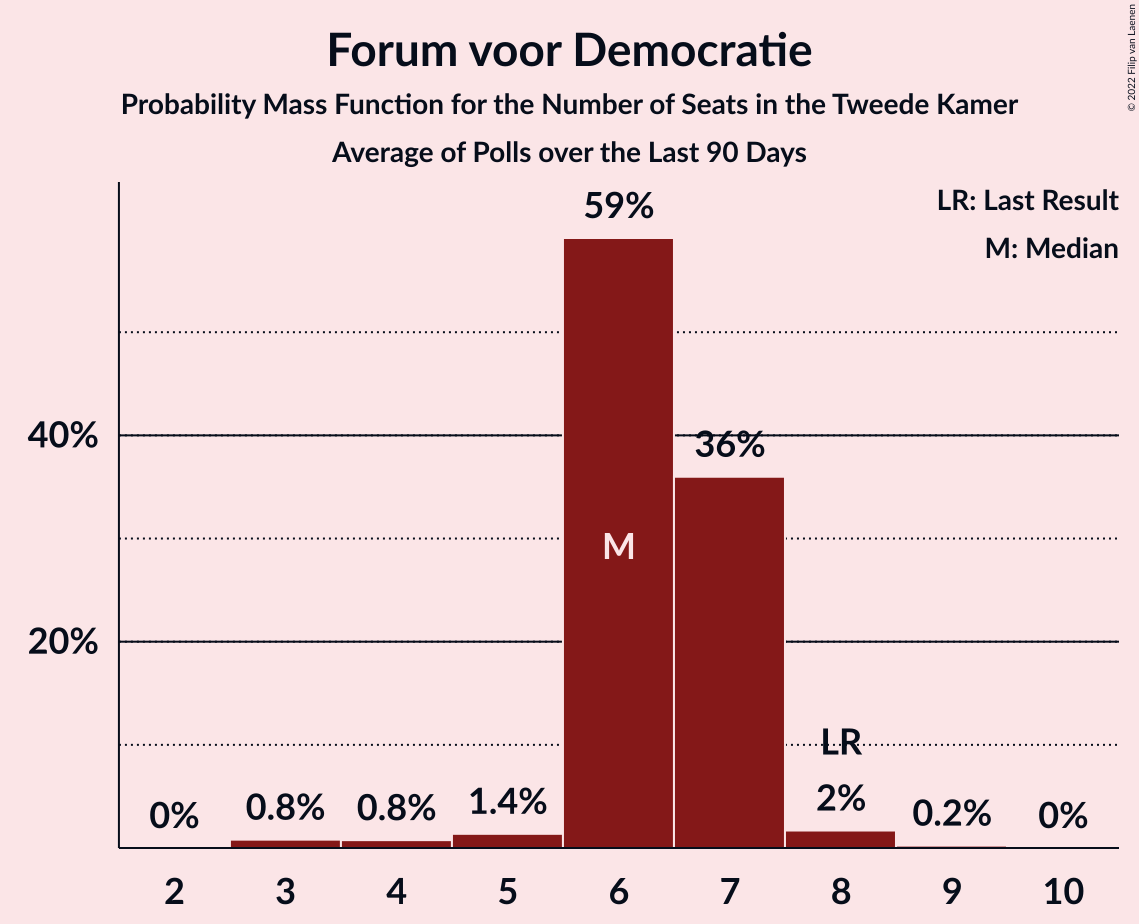 Forum voor Democratie
Probability Mass Function for the Number of Seats in the Tweede Kamer
Average of Polls over the Last 90 Days
© 2022 Filip van Laenen
LR: Last Result
M: Median
59%
40%
36%
M
20%
LR
0%
0.8%
0.8%
1.4%
2%
0.2%
0%
2 3 4 5 6 7 8 9 10